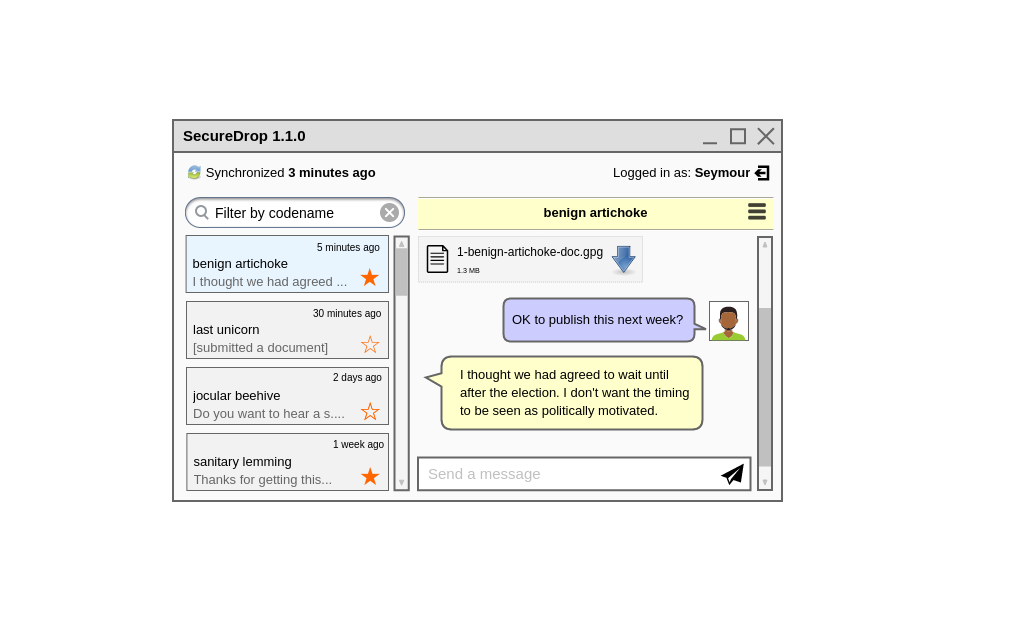 SecureDrop 1.1.0
Synchronized 3 minutes ago
Logged in as: Seymour
Filter by codename
5 minutes ago
benign artichoke
I thought we had agreed ...
30 minutes ago
last unicorn
[submitted a document]
2 days ago
jocular beehive
Do you want to hear a s....
1 week ago
sanitary lemming
Thanks for getting this...
benign artichoke
1-benign-artichoke-doc.gpg
1.3 MB
OK to publish this next week?
I thought we had agreed to wait until
after the election. I don't want the timing
to be seen as politically motivated.
Send a message